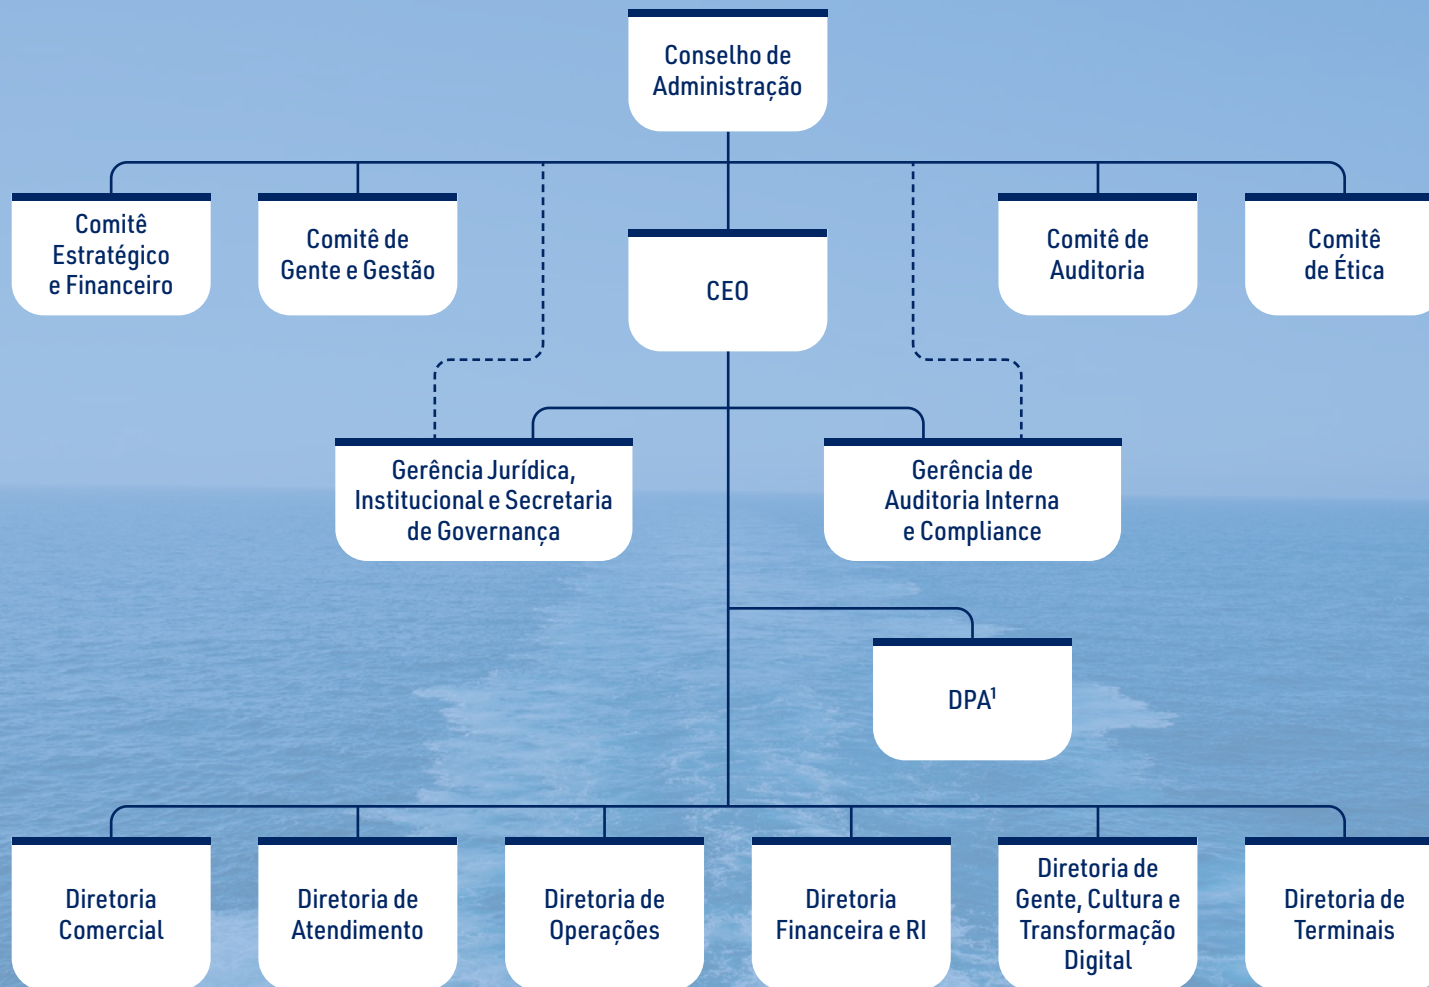 Conselho de
Administração
Comitê
Estratégico
e Financeiro
Comitê de
Gente e Gestão
CEO
Comitê de
Auditoria
Comitê
de Ética
Gerência Jurídica,
Institucional e Secretaria
de Governança
Gerência de
Auditoria Interna
e Compliance
DPA¹
Diretoria
Comercial
Diretoria de
Atendimento
Diretoria de
Operações
Diretoria
Financeira e RI
Diretoria de
Gente, Cultura e
Transformação
Digital
Diretoria de
Terminais